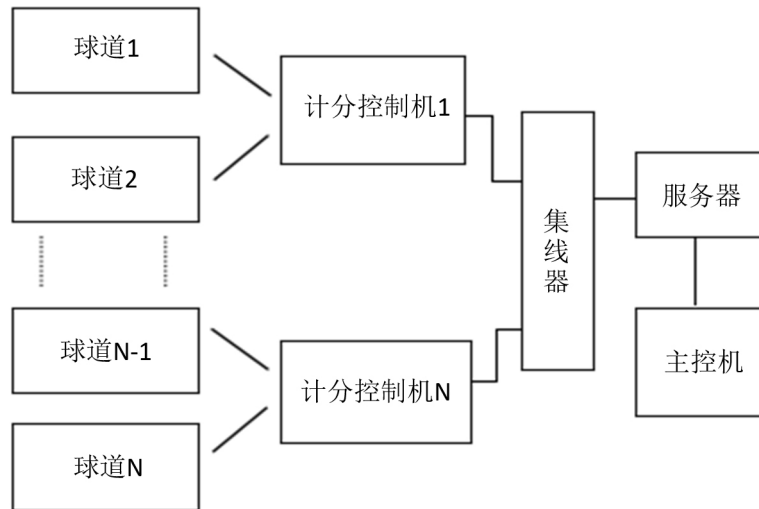 球道1
球道2
球道N-1
球道N
计分控制机1
计分控制机N
集
线
器
服务器
主控机